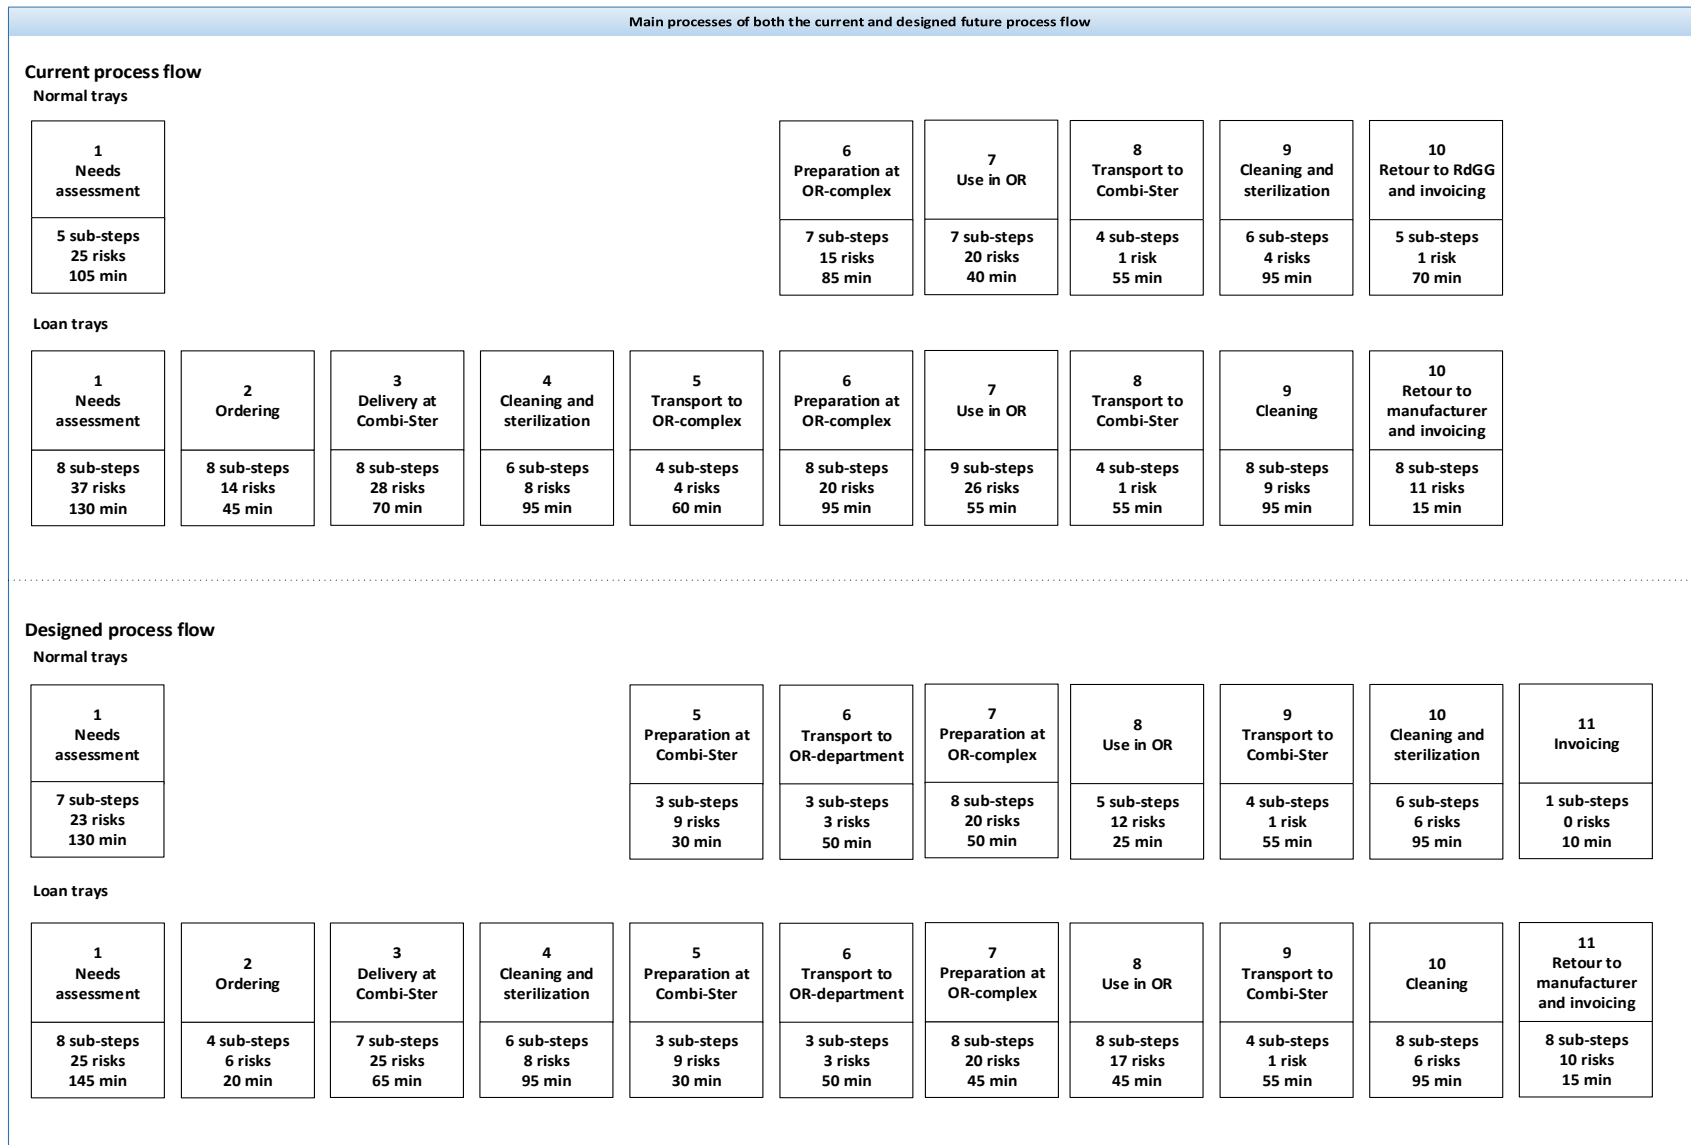 Main processes of both the current and designed future process flow
Current process flow
Normal trays
1
Needs
assessment
5 sub-steps
25 risks
105 min
6
Preparation at
OR-complex
7 sub-steps
15 risks
85 min
7
Use in OR
7 sub-steps
20 risks
40 min
8
Transport to
Combi-Ster
4 sub-steps
1 risk
55 min
9
Cleaning and
sterilization
6 sub-steps
4 risks
95 min
10
Retour to RdGG
and invoicing
5 sub-steps
1 risk
70 min
Loan trays
1
Needs
assessment
8 sub-steps
37 risks
130 min
2
Ordering
8 sub-steps
14 risks
45 min
3
Delivery at
Combi-Ster
8 sub-steps
28 risks
70 min
4
Cleaning and
sterilization
6 sub-steps
8 risks
95 min
5
Transport to
OR-complex
4 sub-steps
4 risks
60 min
6
Preparation at
OR-complex
8 sub-steps
20 risks
95 min
7
Use in OR
9 sub-steps
26 risks
55 min
8
Transport to
Combi-Ster
4 sub-steps
1 risk
55 min
9
Cleaning
8 sub-steps
9 risks
95 min
10
Retour to
manufacturer
and invoicing
8 sub-steps
11 risks
15 min
Designed process flow
Normal trays
1
Needs
assessment
7 sub-steps
23 risks
130 min
5
Preparation at
Combi-Ster
3 sub-steps
9 risks
30 min
6
Transport to
OR-department
3 sub-steps
3 risks
50 min
7
Preparation at
OR-complex
8 sub-steps
20 risks
50 min
8
Use in OR
5 sub-steps
12 risks
25 min
9
Transport to
Combi-Ster
4 sub-steps
1 risk
55 min
10
Cleaning and
sterilization
6 sub-steps
6 risks
95 min
11
Invoicing
1 sub-steps
0 risks
10 min
Loan trays
1
Needs
assessment
8 sub-steps
25 risks
145 min
2
Ordering
4 sub-steps
6 risks
20 min
3
Delivery at
Combi-Ster
7 sub-steps
25 risks
65 min
4
Cleaning and
sterilization
6 sub-steps
8 risks
95 min
5
Preparation at
Combi-Ster
3 sub-steps
9 risks
30 min
6
Transport to
OR-department
3 sub-steps
3 risks
50 min
7
Preparation at
OR-complex
8 sub-steps
20 risks
45 min
8
Use in OR
8 sub-steps
17 risks
45 min
9
Transport to
Combi-Ster
4 sub-steps
1 risk
55 min
10
Cleaning
8 sub-steps
6 risks
95 min
11
Retour to
manufacturer
and invoicing
8 sub-steps
10 risks
15 min